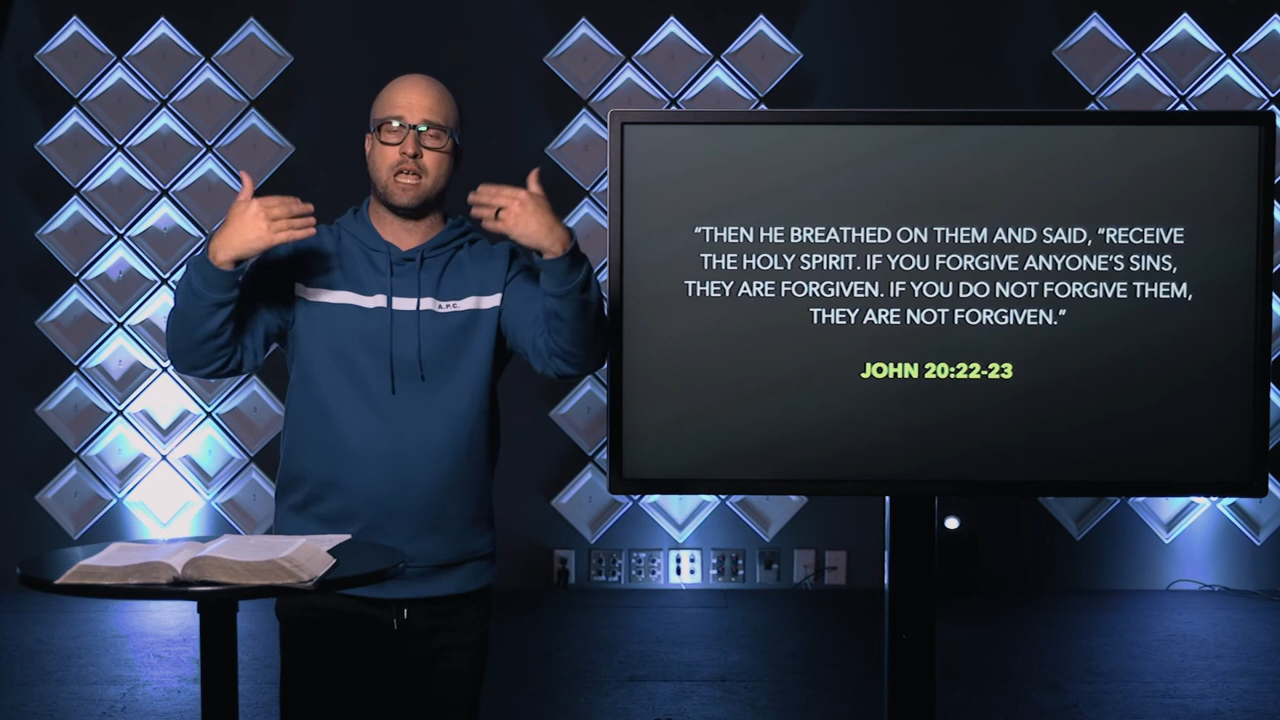 A.P.C.
“THEN HE BREATHED ON THEM AND SAID, “RECEIVE
THE HOLY SPIRIT. IF YOU FORGIVE ANYONE’S SINS,
THEY ARE FORGIVEN. IF YOU DO NOT FORGIVE THEM,
THEY ARE NOT FORGIVEN.”
JOHN 20:22-23